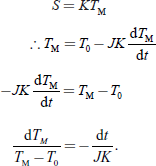 S = KT_M
∴ T_M = T_0 − JK dT_M/dt
−JK dT_M/dt = T_M − T_0
dT_M/(T_M − T_0) = − dt/JK.